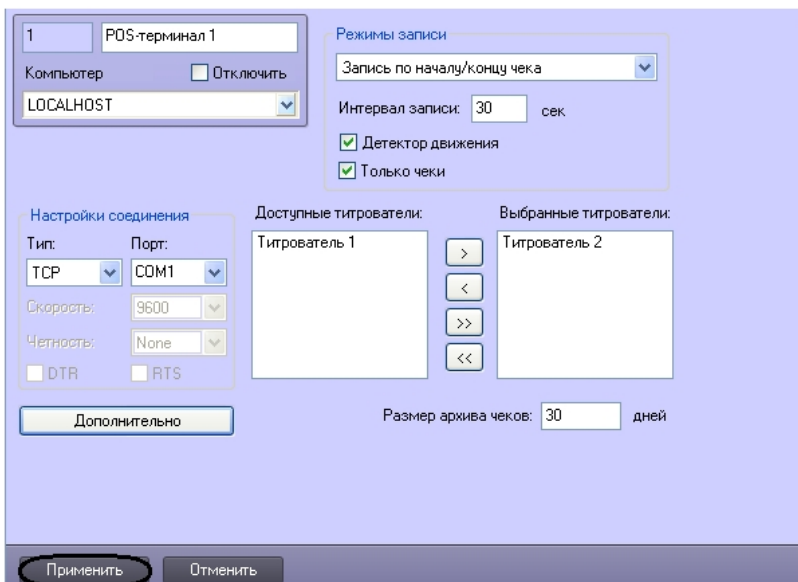 1
POS-терминал 1
Компьютер
Отключить
LOCALHOST
Режимы записи
Запись по началу/концу чека
Интервал записи: 30 сек
Детектор движения
Только чеки
Настройки соединения
Тип: Порт:
TCP COM1
Скорость: 9600
Четность: None
DTR RTS
Дополнительно
Доступные титрователи:
Титрователь 1
>
<
>>
<<
Выбранные титрователи:
Титрователь 2
Размер архива чеков: 30 дней
Применить
Отменить